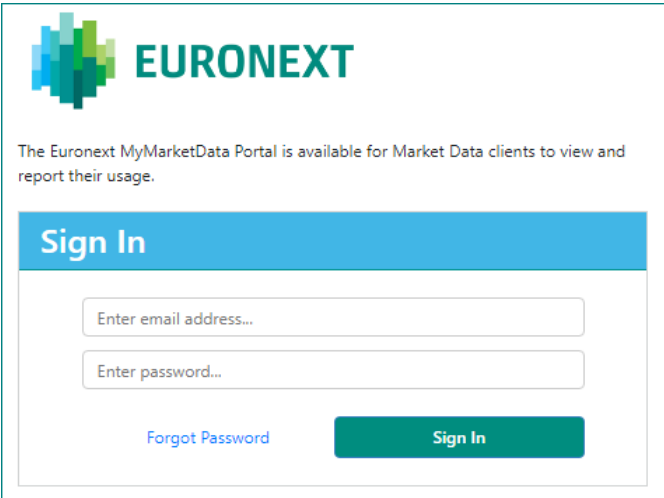 EURONEXT
The Euronext MyMarketData Portal is available for Market Data clients to view and
report their usage.
Sign In
Enter email address...
Enter password...
Forgot Password
Sign In